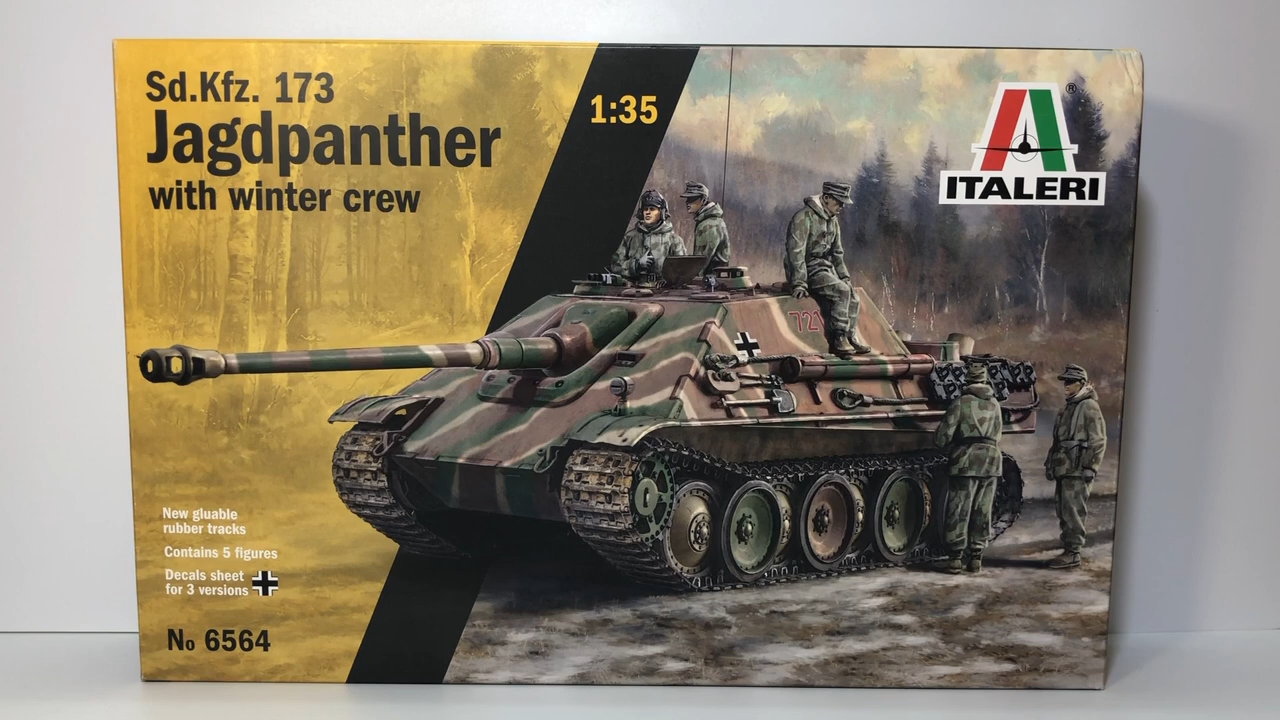 Sd.Kfz. 173
Jagdpanther
with winter crew
1:35
®
ITALERI
New gluable
rubber tracks
Contains 5 figures
Decals sheet
for 3 versions
No 6564